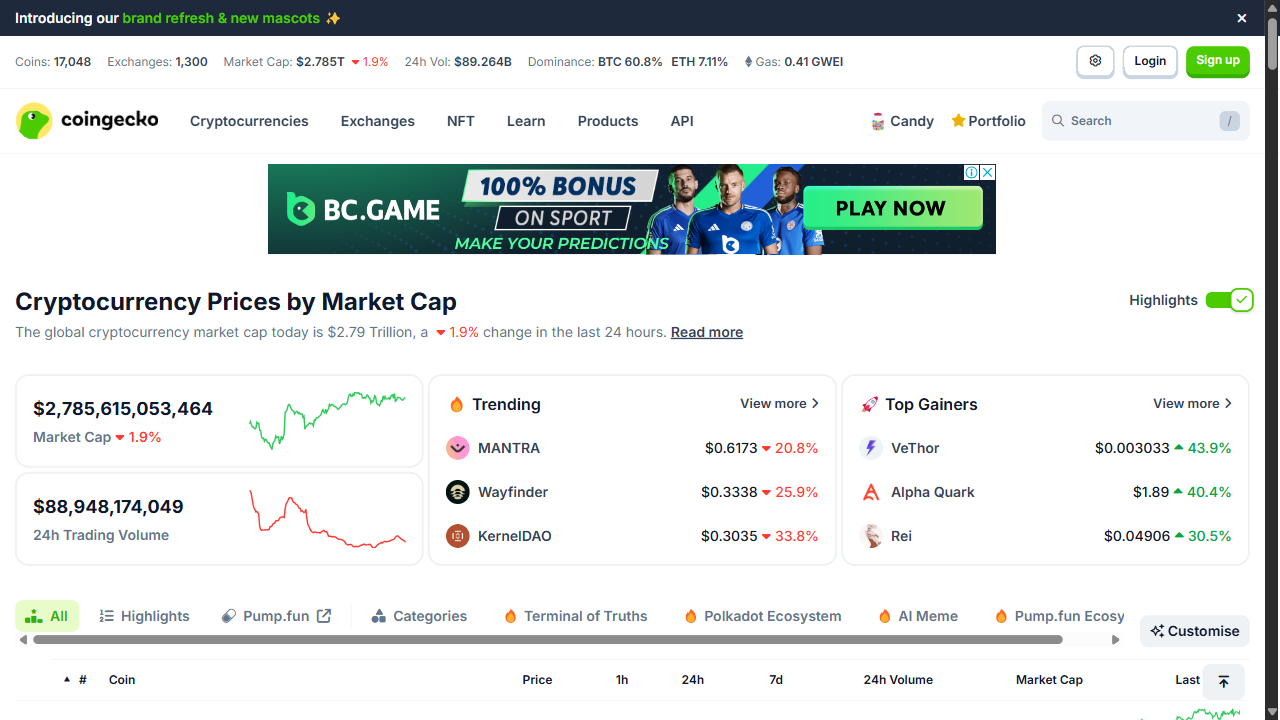 Introducing our brand refresh & new mascots ✨
Coins: 17,048 Exchanges: 1,300 Market Cap: $2.785T 1.9% 24h Vol: $89.264B Dominance: BTC 60.8% ETH 7.11% Gas: 0.41 GWEI Login Sign up
coingecko Cryptocurrencies Exchanges NFT Learn Products API Candy Portfolio Search /
BC.GAME
100% BONUS
ON SPORT
MAKE YOUR PREDICTIONS
PLAY NOW
Cryptocurrency Prices by Market Cap
Highlights
The global cryptocurrency market cap today is $2.79 Trillion, a 1.9% change in the last 24 hours. Read more
$2,785,615,053,464
Market Cap 1.9%
$88,948,174,049
24h Trading Volume
Trending View more
MANTRA $0.6173 20.8%
Wayfinder $0.3338 25.9%
KernelDAO $0.3035 33.8%
Top Gainers View more
VeThor $0.003033 43.9%
Alpha Quark $1.89 40.4%
Rei $0.04906 30.5%
All Highlights Pump.fun Categories Terminal of Truths Polkadot Ecosystem AI Meme Pump.fun Ecosy
Customise
# Coin Price 1h 24h 7d 24h Volume Market Cap Last